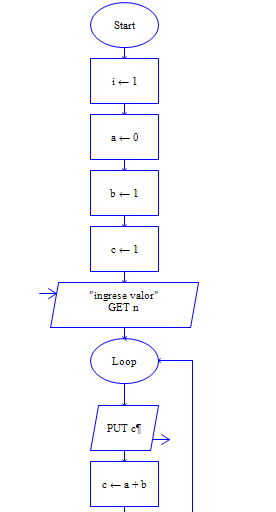 Start
i ← 1
a ← 0
b ← 1
c ← 1
"ingrese valor"
GET n
Loop
PUT c¶
c ← a + b